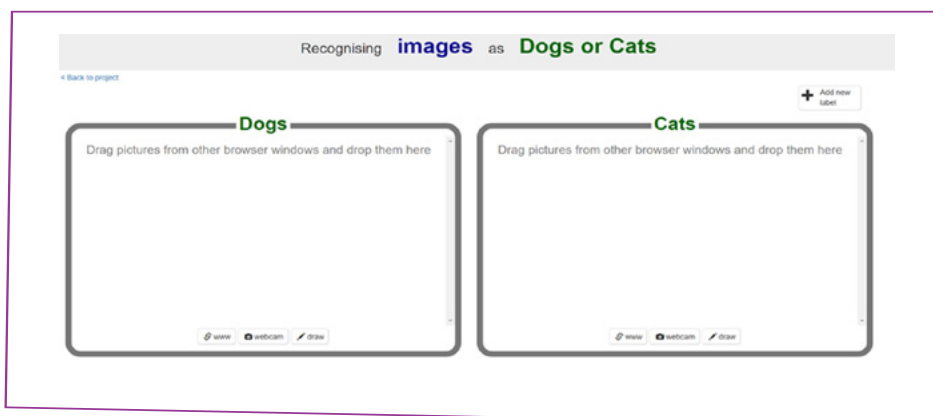 Recognising images as Dogs or Cats
< Back to project
Add new
label
Dogs
Drag pictures from other browser windows and drop them here
www webcam draw
Cats
Drag pictures from other browser windows and drop them here
www webcam draw